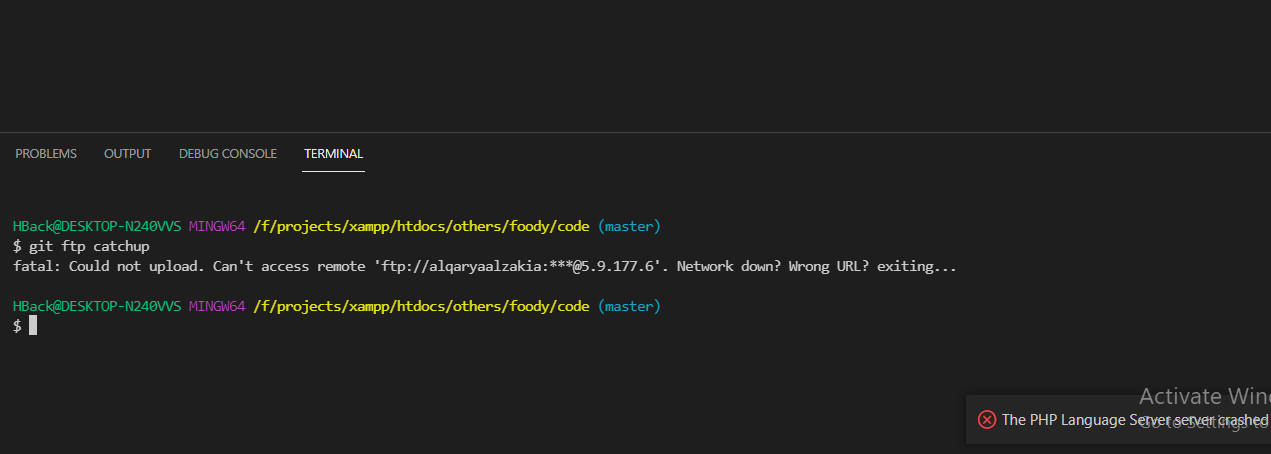 PROBLEMS OUTPUT DEBUG CONSOLE TERMINAL
HBack@DESKTOP-N240VVS MINGW64 /f/projects/xampp/htdocs/others/foody/code (master)
$ git ftp catchup
fatal: Could not upload. Can't access remote 'ftp://alqaryaalzakia:***@5.9.177.6'. Network down? Wrong URL? exiting...
HBack@DESKTOP-N240VVS MINGW64 /f/projects/xampp/htdocs/others/foody/code (master)
$
Activate Win
The PHP Language Server server crashed
Go to Settings to